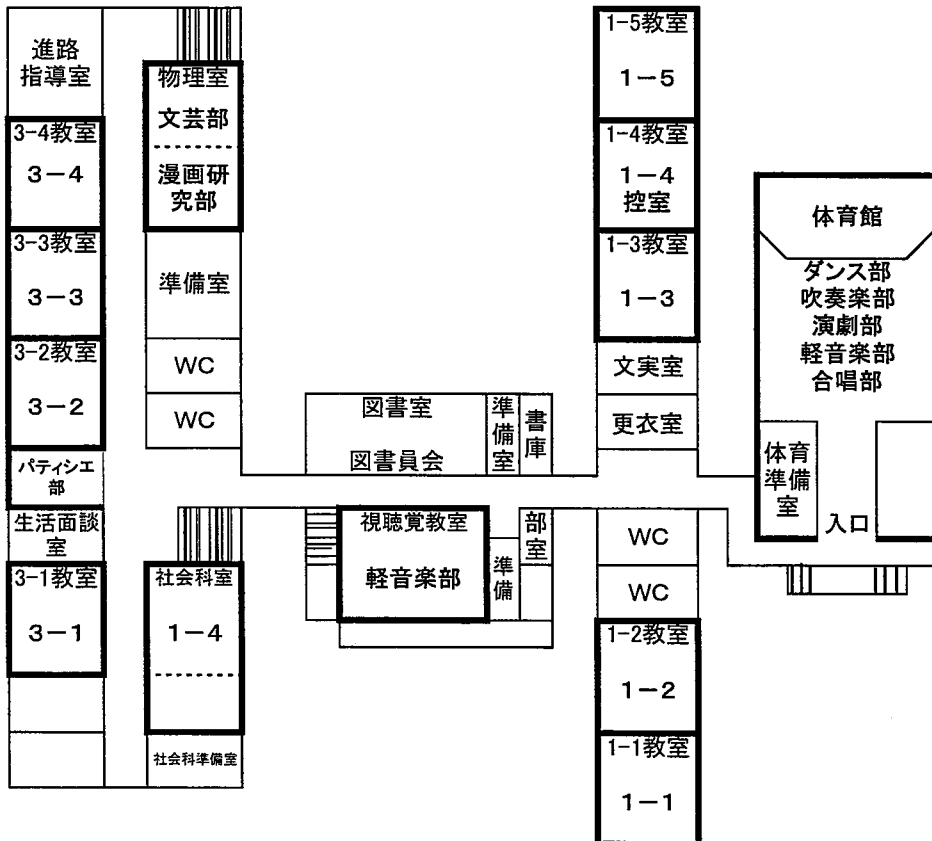 進路
指導室
3-4教室
3-4
3-3教室
3-3
3-2教室
3-2
パティシエ
部
生活面談
室
3-1教室
3-1
物理室
文芸部
漫画研
究部
準備室
WC
WC
社会科室
1-4
社会科準備室
図書室
図書員会
準備室
書庫
視聴覚教室
軽音楽部
準備
部室
1-5教室
1-5
1-4教室
1-4
控室
1-3教室
1-3
文実室
更衣室
WC
WC
1-2教室
1-2
1-1教室
1-1
体育館
ダンス部
吹奏楽部
演劇部
軽音楽部
合唱部
体育
準備
室
入口